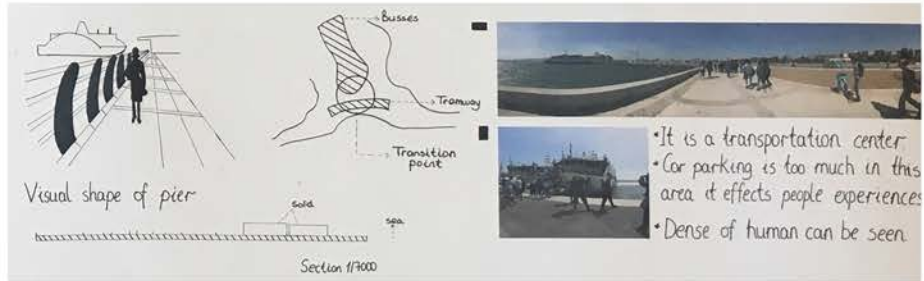 Busses
Tramway
Transition
point
Visual shape of pier
solid
sea
Section 1/7000
•It is a transportation center
•Car parking is too much in this
area it effects people experiences
•Dense of human can be seen